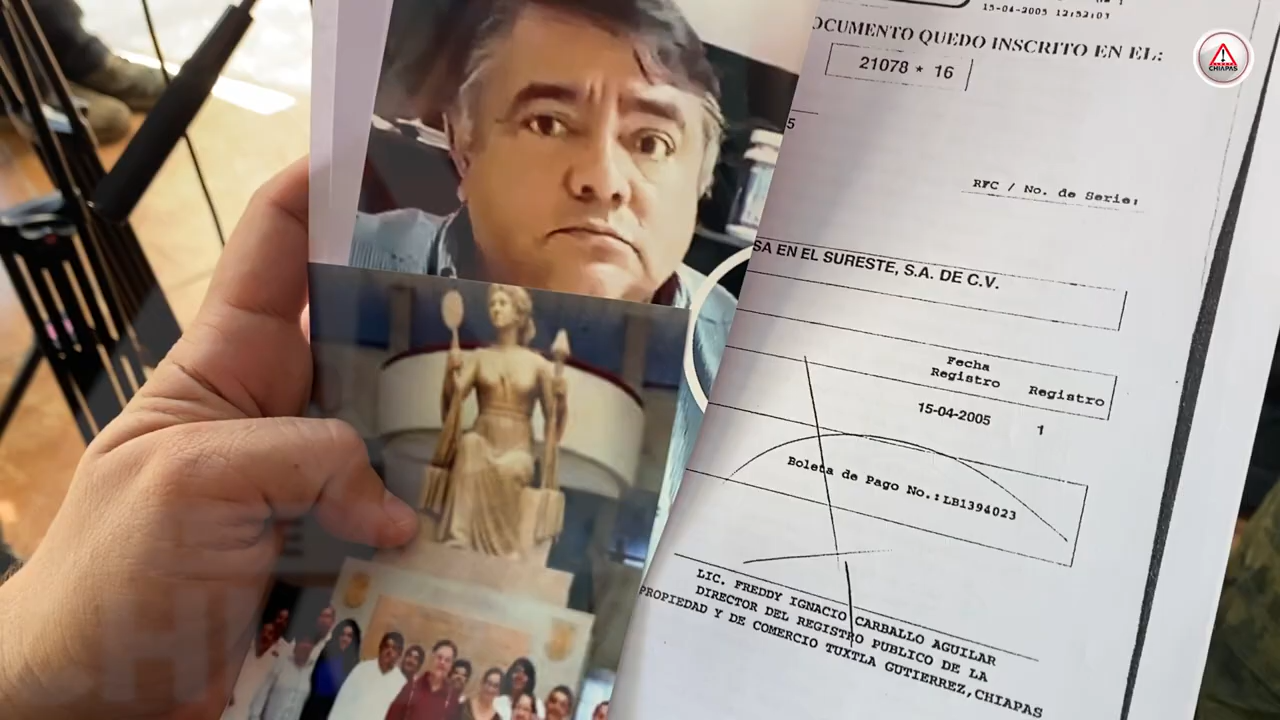 15-04-2005 12:52:03
OCUMENTO QUEDO INSCRITO EN EL:
21078 * 16
5
RFC / No. de Serie:
SA EN EL SURESTE, S.A. DE C.V.
Fecha
Registro Registro
15-04-2005 1
Boleta de Pago No.:LB1394023
LIC. FREDDY IGNACIO CARBALLO AGUILAR
DIRECTOR DEL REGISTRO PUBLICO DE LA
PROPIEDAD Y DE COMERCIO TUXTLA GUTIERREZ,CHIAPAS
CHIAPAS